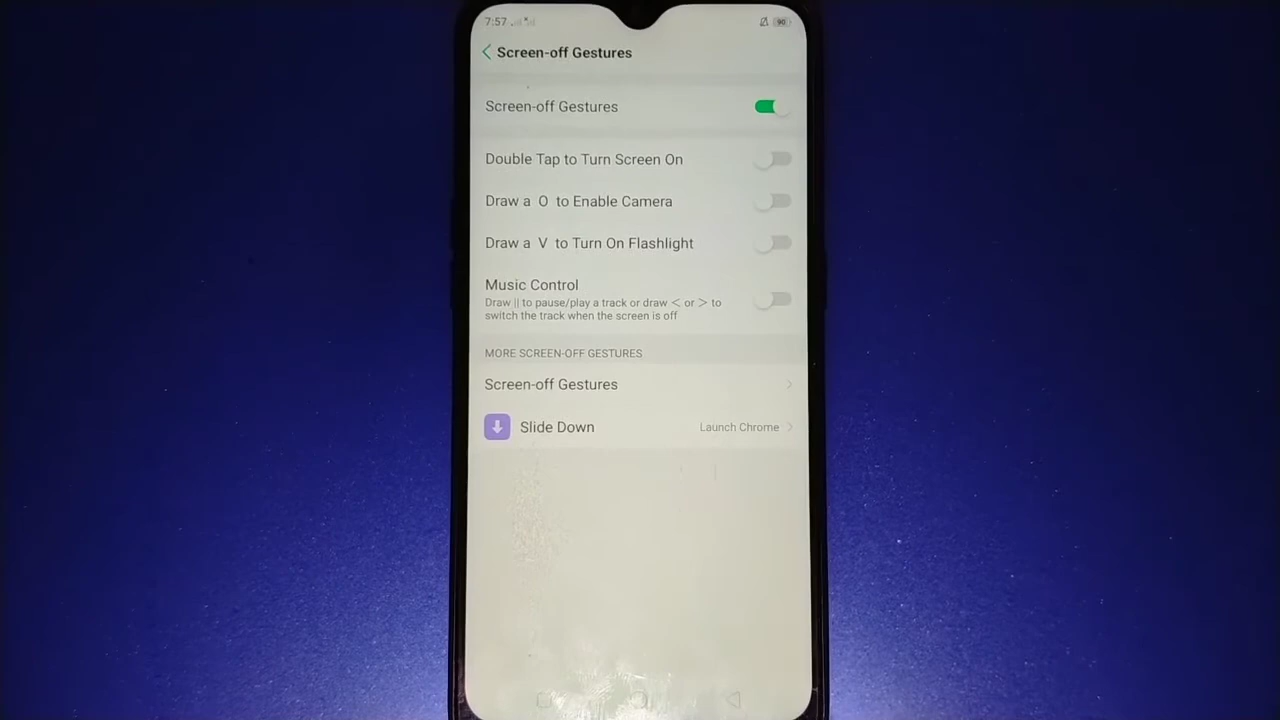 7:57
90
Screen-off Gestures
Screen-off Gestures
Double Tap to Turn Screen On
Draw a O to Enable Camera
Draw a V to Turn On Flashlight
Music Control
Draw || to pause/play a track or draw < or > to
switch the track when the screen is off
MORE SCREEN-OFF GESTURES
Screen-off Gestures
Slide Down Launch Chrome